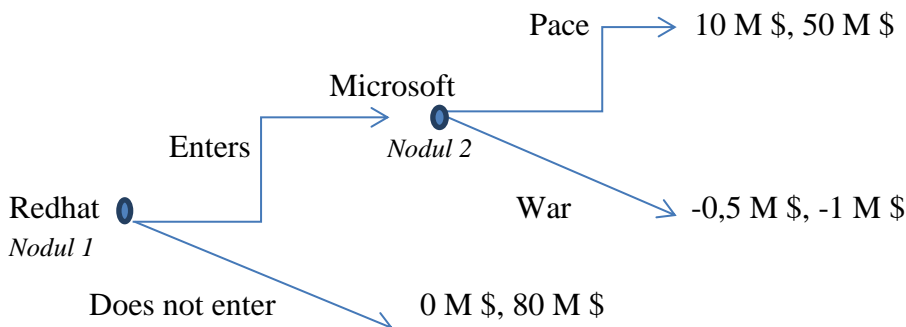 Pace 10 M $, 50 M $
Microsoft
Enters
Nodul 2
Redhat
War -0,5 M $, -1 M $
Nodul 1
Does not enter 0 M $, 80 M $